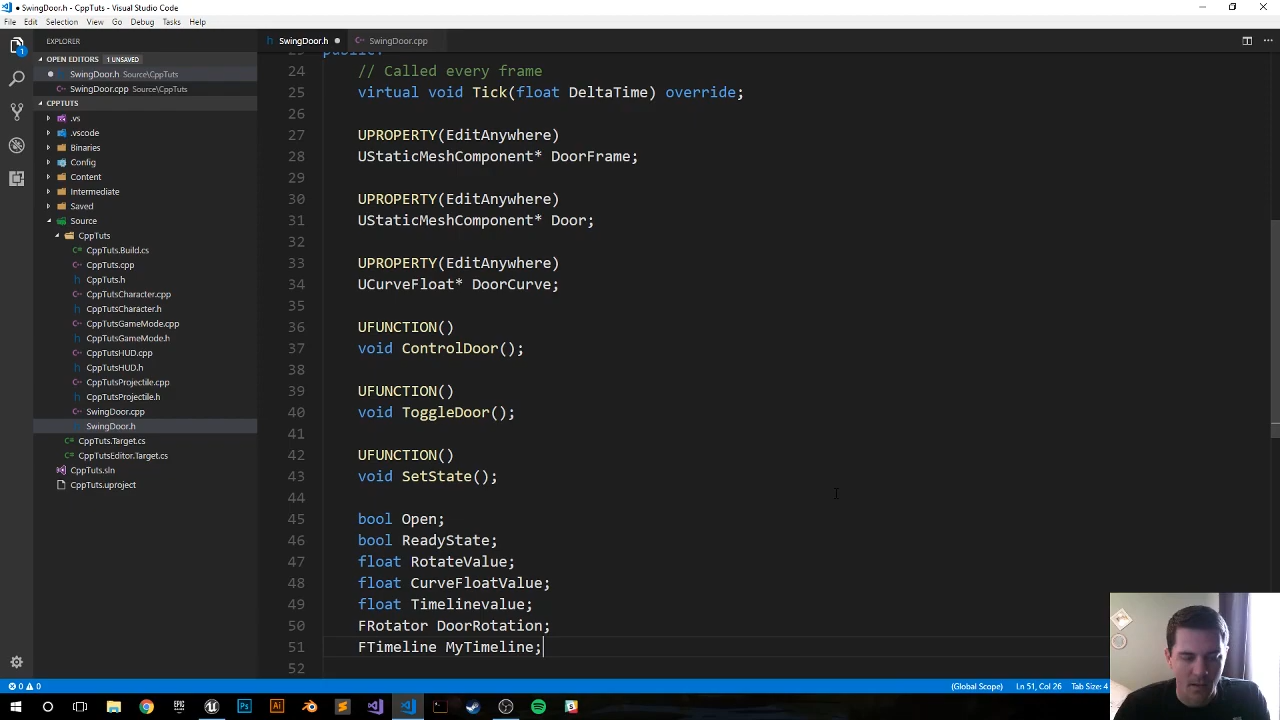 ● SwingDoor.h - CppTuts - Visual Studio Code
File Edit Selection View Go Debug Tasks Help
EXPLORER
OPEN EDITORS 1 UNSAVED
SwingDoor.h Source\CppTuts
SwingDoor.cpp Source\CppTuts
CPPTUTS
.vs
.vscode
Binaries
Config
Content
Intermediate
Saved
Source
CppTuts
CppTuts.Build.cs
CppTuts.cpp
CppTuts.h
CppTutsCharacter.cpp
CppTutsCharacter.h
CppTutsGameMode.cpp
CppTutsGameMode.h
CppTutsHUD.cpp
CppTutsHUD.h
CppTutsProjectile.cpp
CppTutsProjectile.h
SwingDoor.cpp
SwingDoor.h
CppTuts.Target.cs
CppTutsEditor.Target.cs
CppTuts.sln
CppTuts.uproject
SwingDoor.h ● SwingDoor.cpp
23 public:
24 // Called every frame
25 virtual void Tick(float DeltaTime) override;
26
27 UPROPERTY(EditAnywhere)
28 UStaticMeshComponent* DoorFrame;
29
30 UPROPERTY(EditAnywhere)
31 UStaticMeshComponent* Door;
32
33 UPROPERTY(EditAnywhere)
34 UCurveFloat* DoorCurve;
35
36 UFUNCTION()
37 void ControlDoor();
38
39 UFUNCTION()
40 void ToggleDoor();
41
42 UFUNCTION()
43 void SetState();
44
45 bool Open;
46 bool ReadyState;
47 float RotateValue;
48 float CurveFloatValue;
49 float Timelinevalue;
50 FRotator DoorRotation;
51 FTimeline MyTimeline;
52
0 0 (Global Scope) Ln 51, Col 26 Tab Size: 4